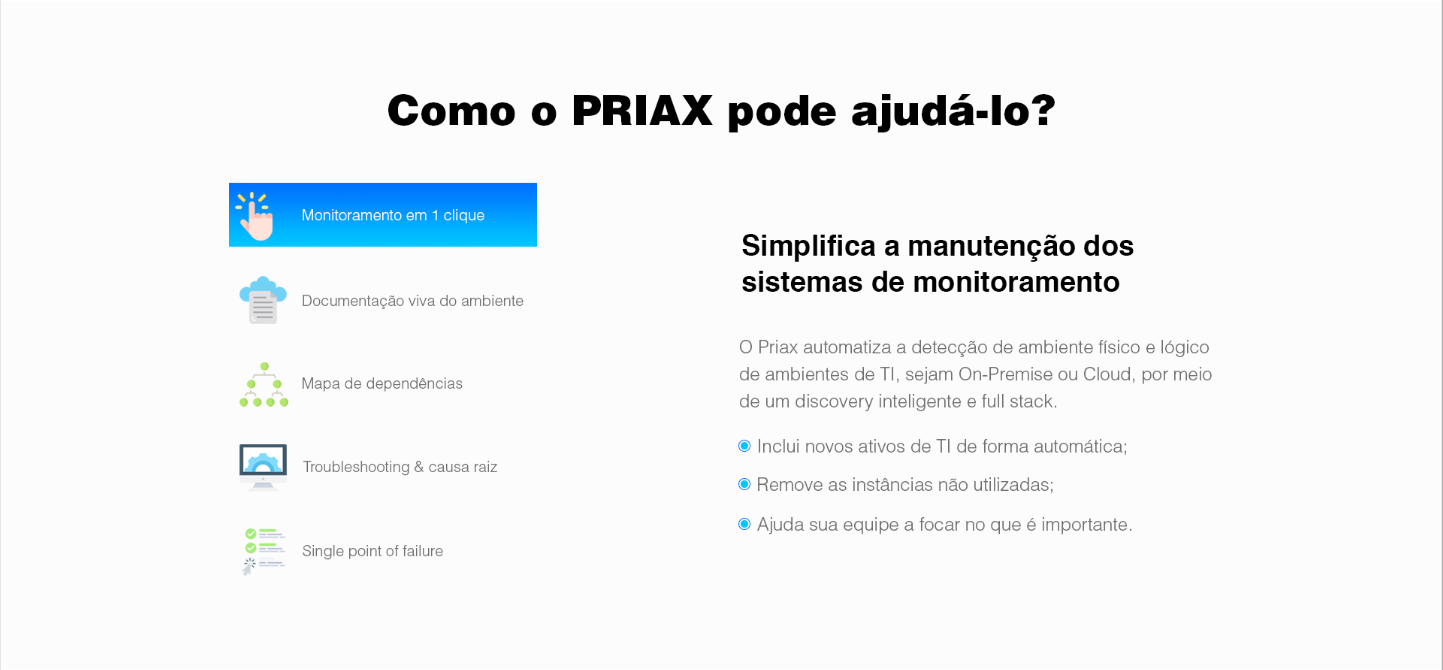 Como o PRIAX pode ajudá-lo?
Monitoramento em 1 clique
Documentação viva do ambiente
Mapa de dependências
Troubleshooting & causa raiz
Single point of failure
Simplifica a manutenção dos
sistemas de monitoramento
O Priax automatiza a detecção de ambiente físico e lógico
de ambientes de TI, sejam On-Premise ou Cloud, por meio
de um discovery inteligente e full stack.
Inclui novos ativos de TI de forma automática;
Remove as instâncias não utilizadas;
Ajuda sua equipe a focar no que é importante.